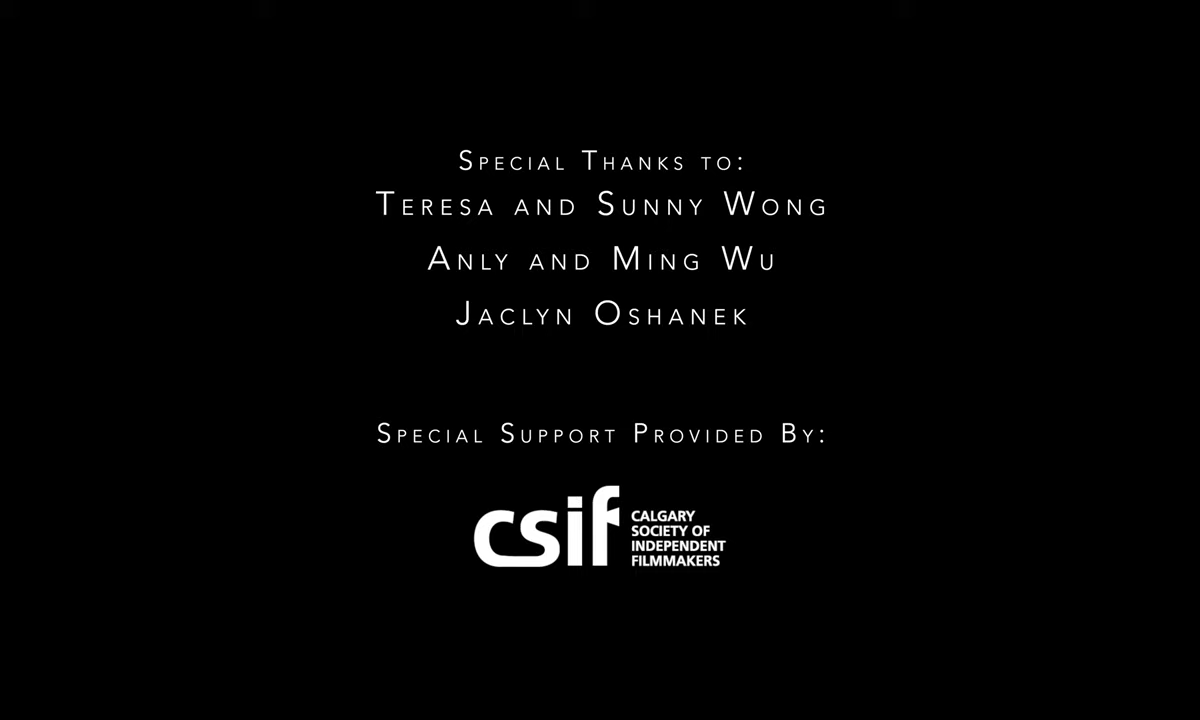 Special Thanks to:
Teresa and Sunny Wong
Anly and Ming Wu
Jaclyn Oshanek
Special Support Provided By:
csif
CALGARY
SOCIETY OF
INDEPENDENT
FILMMAKERS